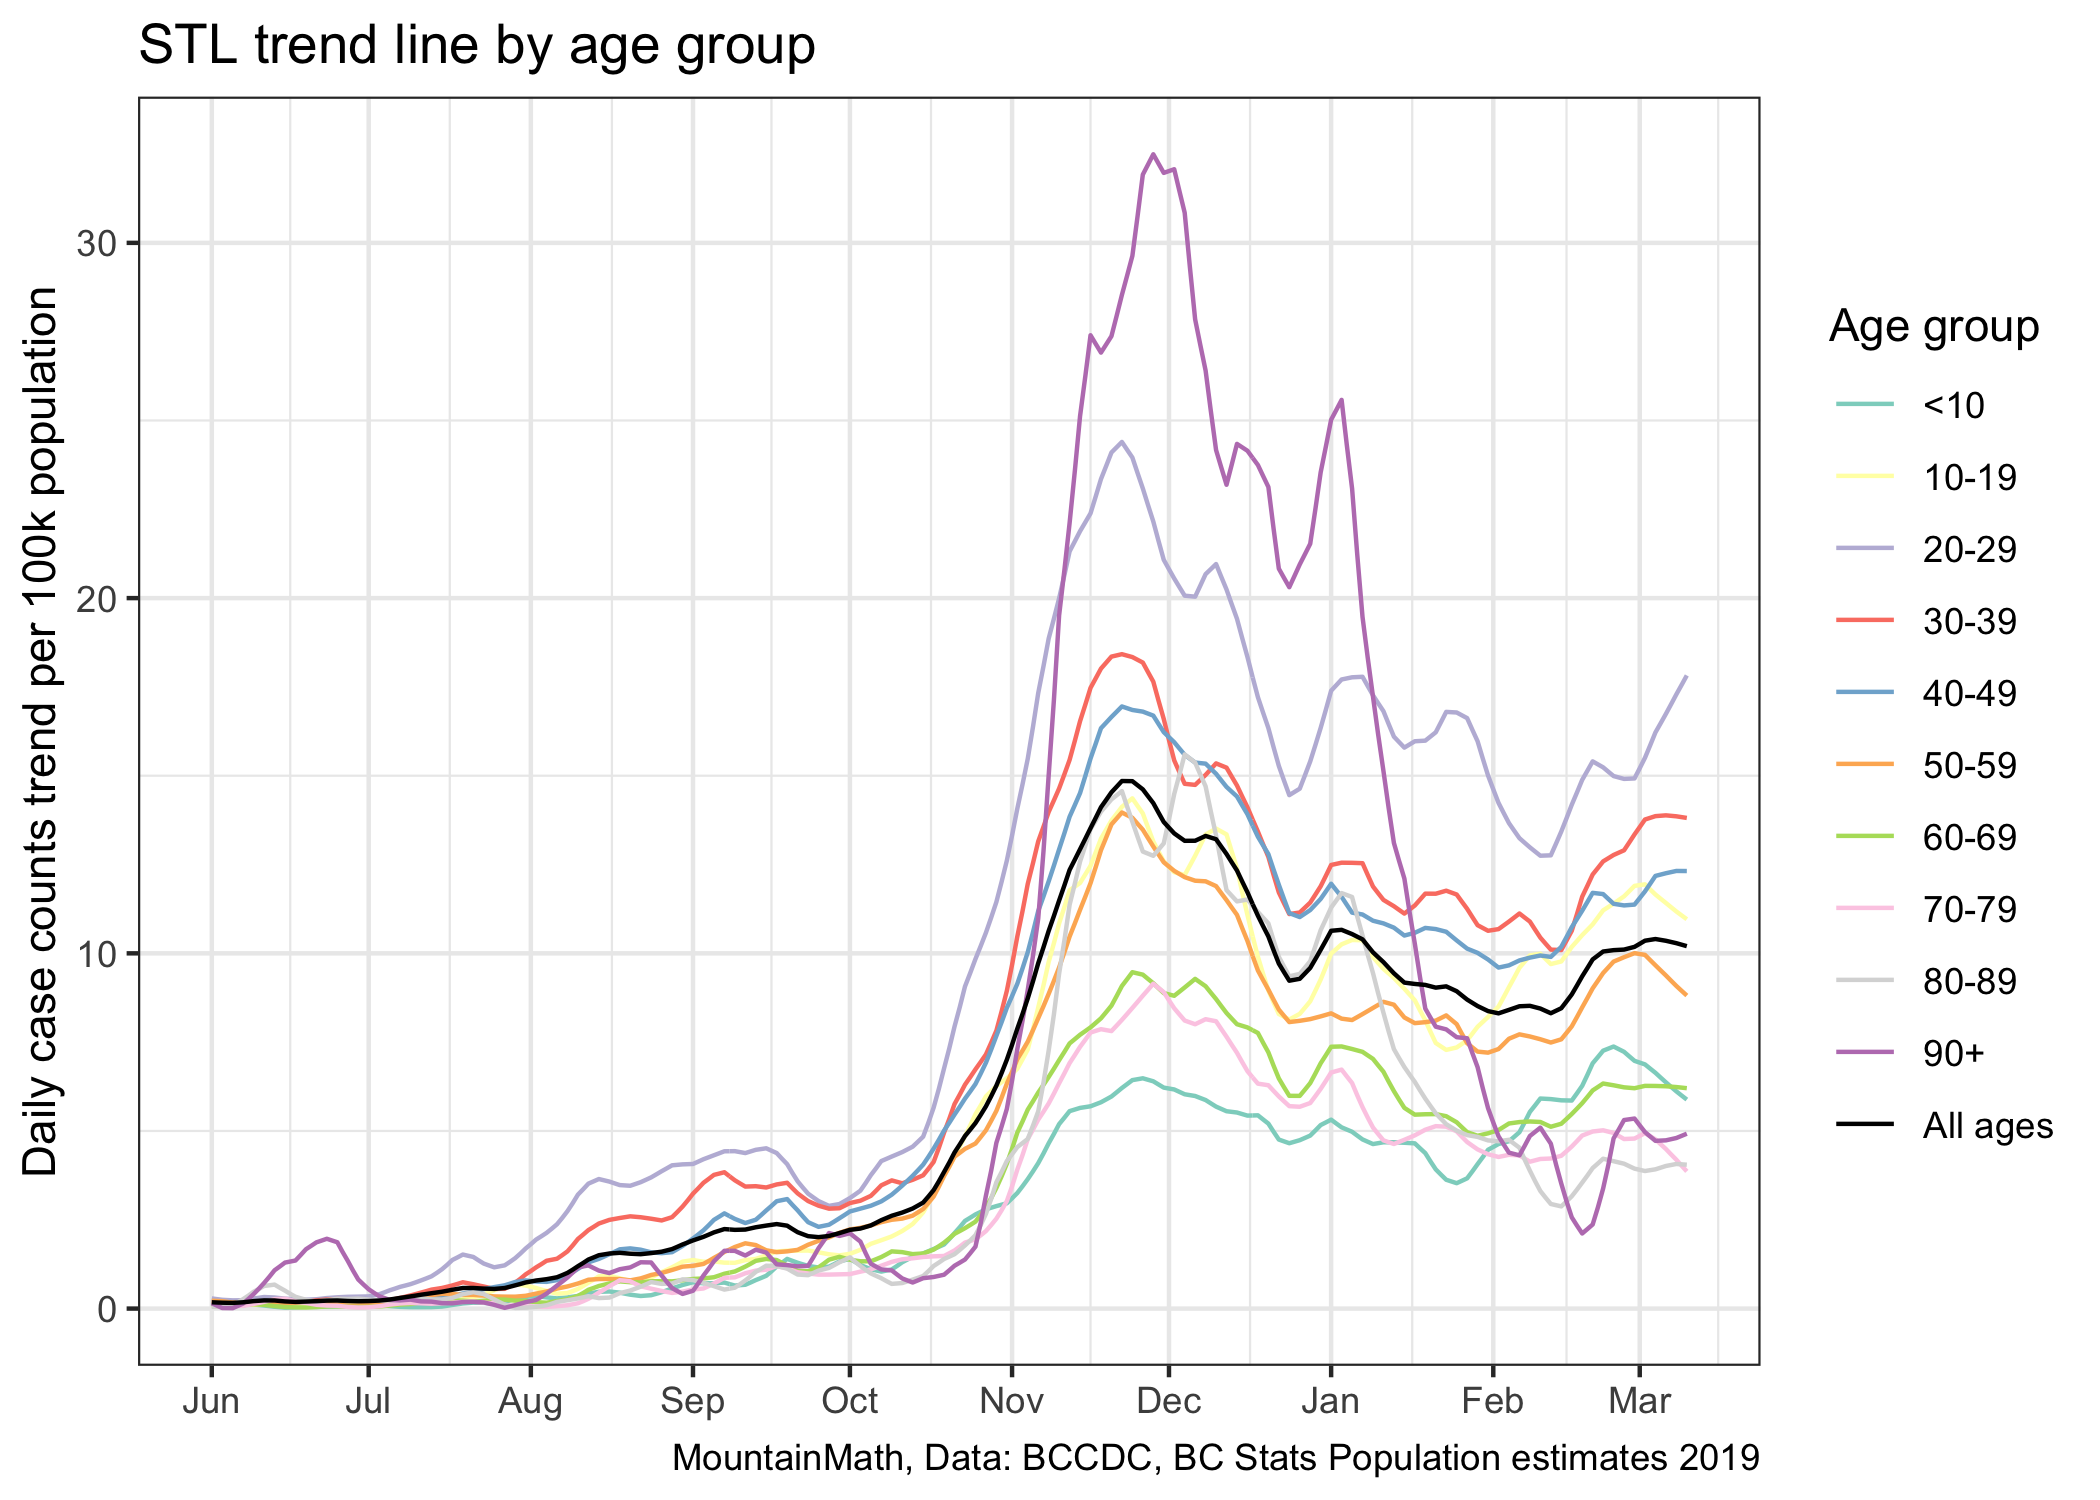 STL trend line by age group
Daily case counts trend per 100k population
30
20
10
0
Jun Jul Aug Sep Oct Nov Dec Jan Feb Mar
Age group
<10
10-19
20-29
30-39
40-49
50-59
60-69
70-79
80-89
90+
All ages
MountainMath, Data: BCCDC, BC Stats Population estimates 2019